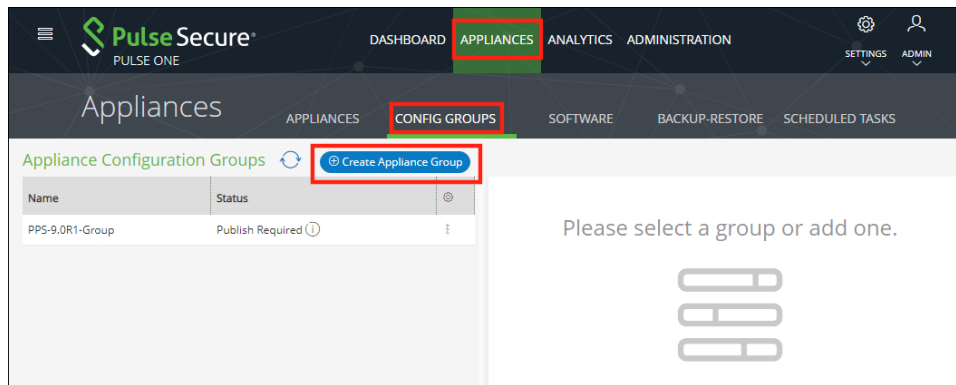 Pulse Secure®
PULSE ONE
DASHBOARD APPLIANCES ANALYTICS ADMINISTRATION
SETTINGS ADMIN
Appliances
APPLIANCES CONFIG GROUPS SOFTWARE BACKUP-RESTORE SCHEDULED TASKS
Appliance Configuration Groups Create Appliance Group
Name Status
PPS-9.0R1-Group Publish Required
Please select a group or add one.